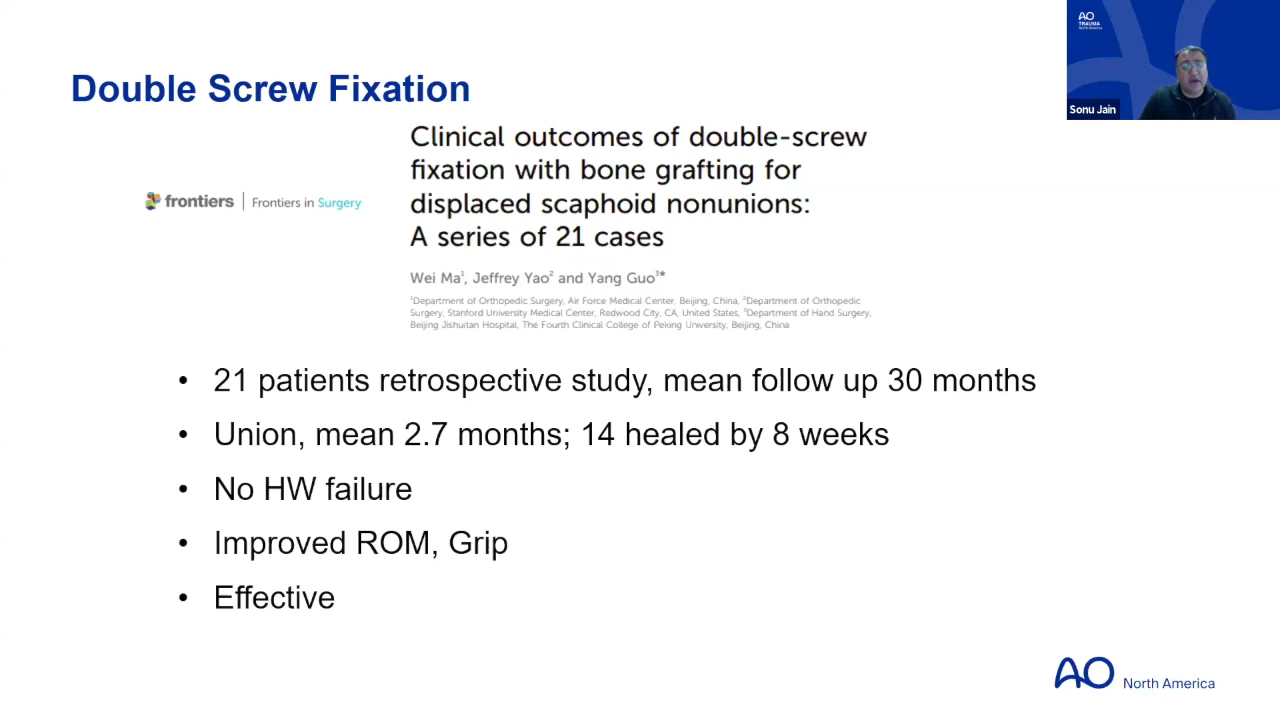 Double Screw Fixation
AO
TRAUMA
North America
Sonu Jain
frontiers | Frontiers in Surgery
Clinical outcomes of double-screw
fixation with bone grafting for
displaced scaphoid nonunions:
A series of 21 cases
Wei Ma¹, Jeffrey Yao² and Yang Guo³*
¹Department of Orthopedic Surgery, Air Force Medical Center, Beijing, China, ²Department of Orthopedic
Surgery, Stanford University Medical Center, Redwood City, CA, United States, ³Department of Hand Surgery,
Beijing Jishuitan Hospital, The Fourth Clinical College of Peking University, Beijing, China
• 21 patients retrospective study, mean follow up 30 months
• Union, mean 2.7 months; 14 healed by 8 weeks
• No HW failure
• Improved ROM, Grip
• Effective
AO North America